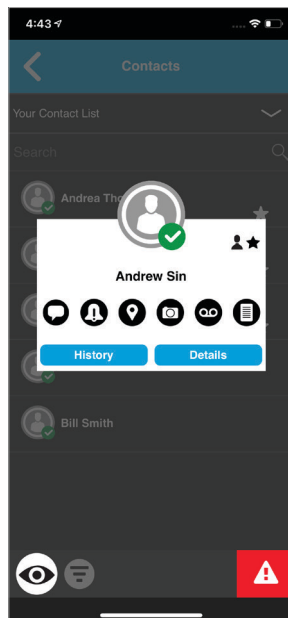 4:43
Contacts
Your Contact List
Search
Andrea Tho
Andrew Sin
History
Details
Bill Smith